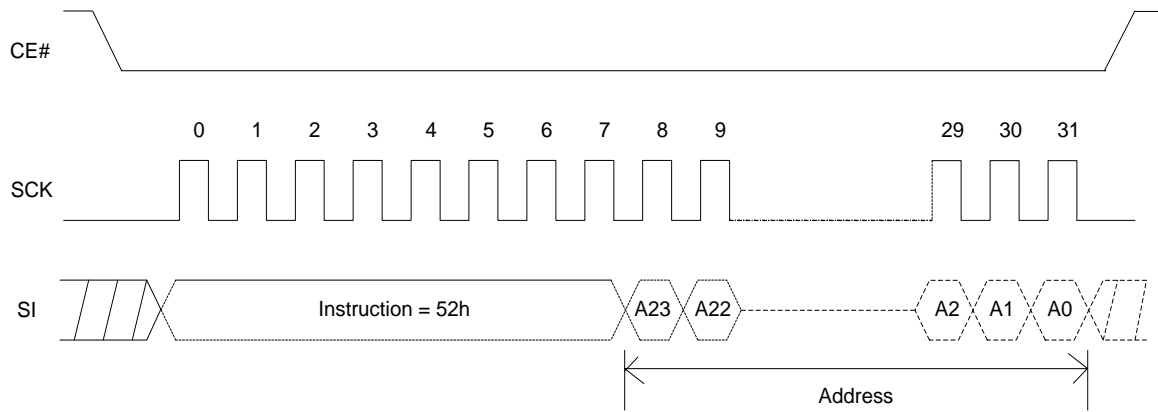 CE#
0 1 2 3 4 5 6 7 8 9 29 30 31
SCK
SI Instruction = 52h A23 A22 A2 A1 A0
Address